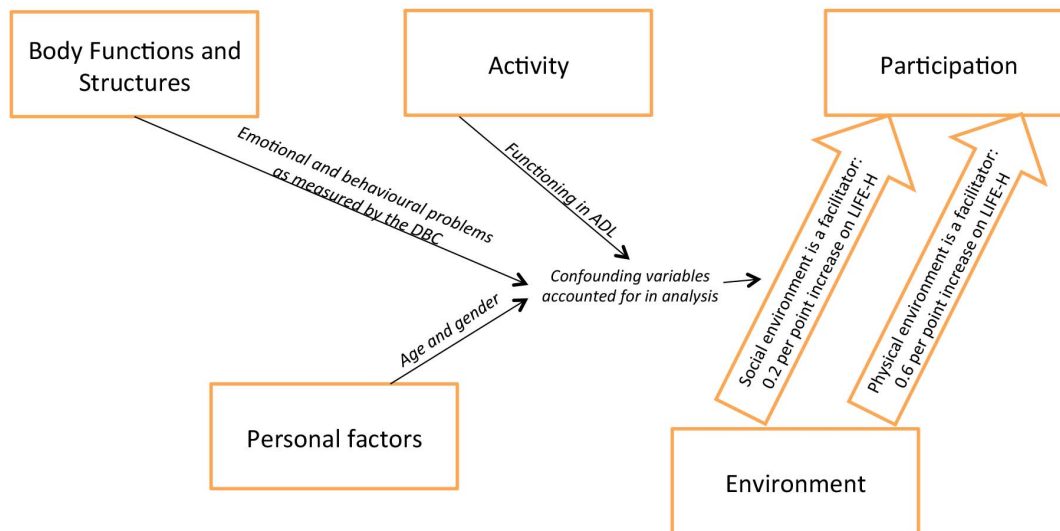 Body Functions and
Structures
Activity
Participation
Emotional and behavioural problems
as measured by the DBC
Functioning in ADL
Confounding variables
accounted for in analysis
Age and gender
Social environment is a facilitator:
0.2 per point increase on LIFE-H
Physical environment is a facilitator:
0.6 per point increase on LIFE-H
Personal factors
Environment